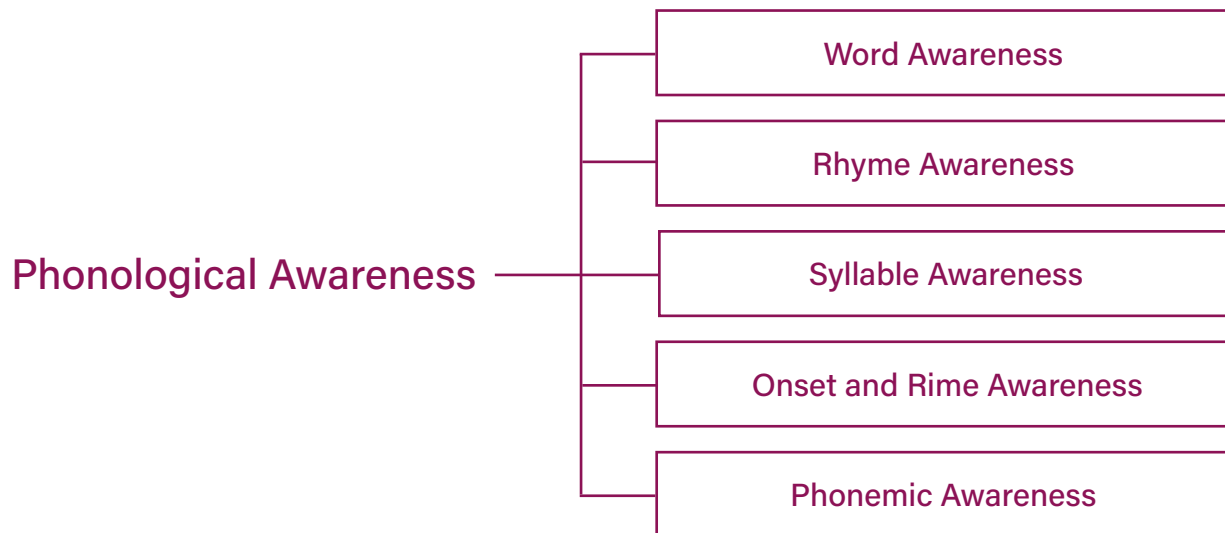 Phonological Awareness
Word Awareness
Rhyme Awareness
Syllable Awareness
Onset and Rime Awareness
Phonemic Awareness